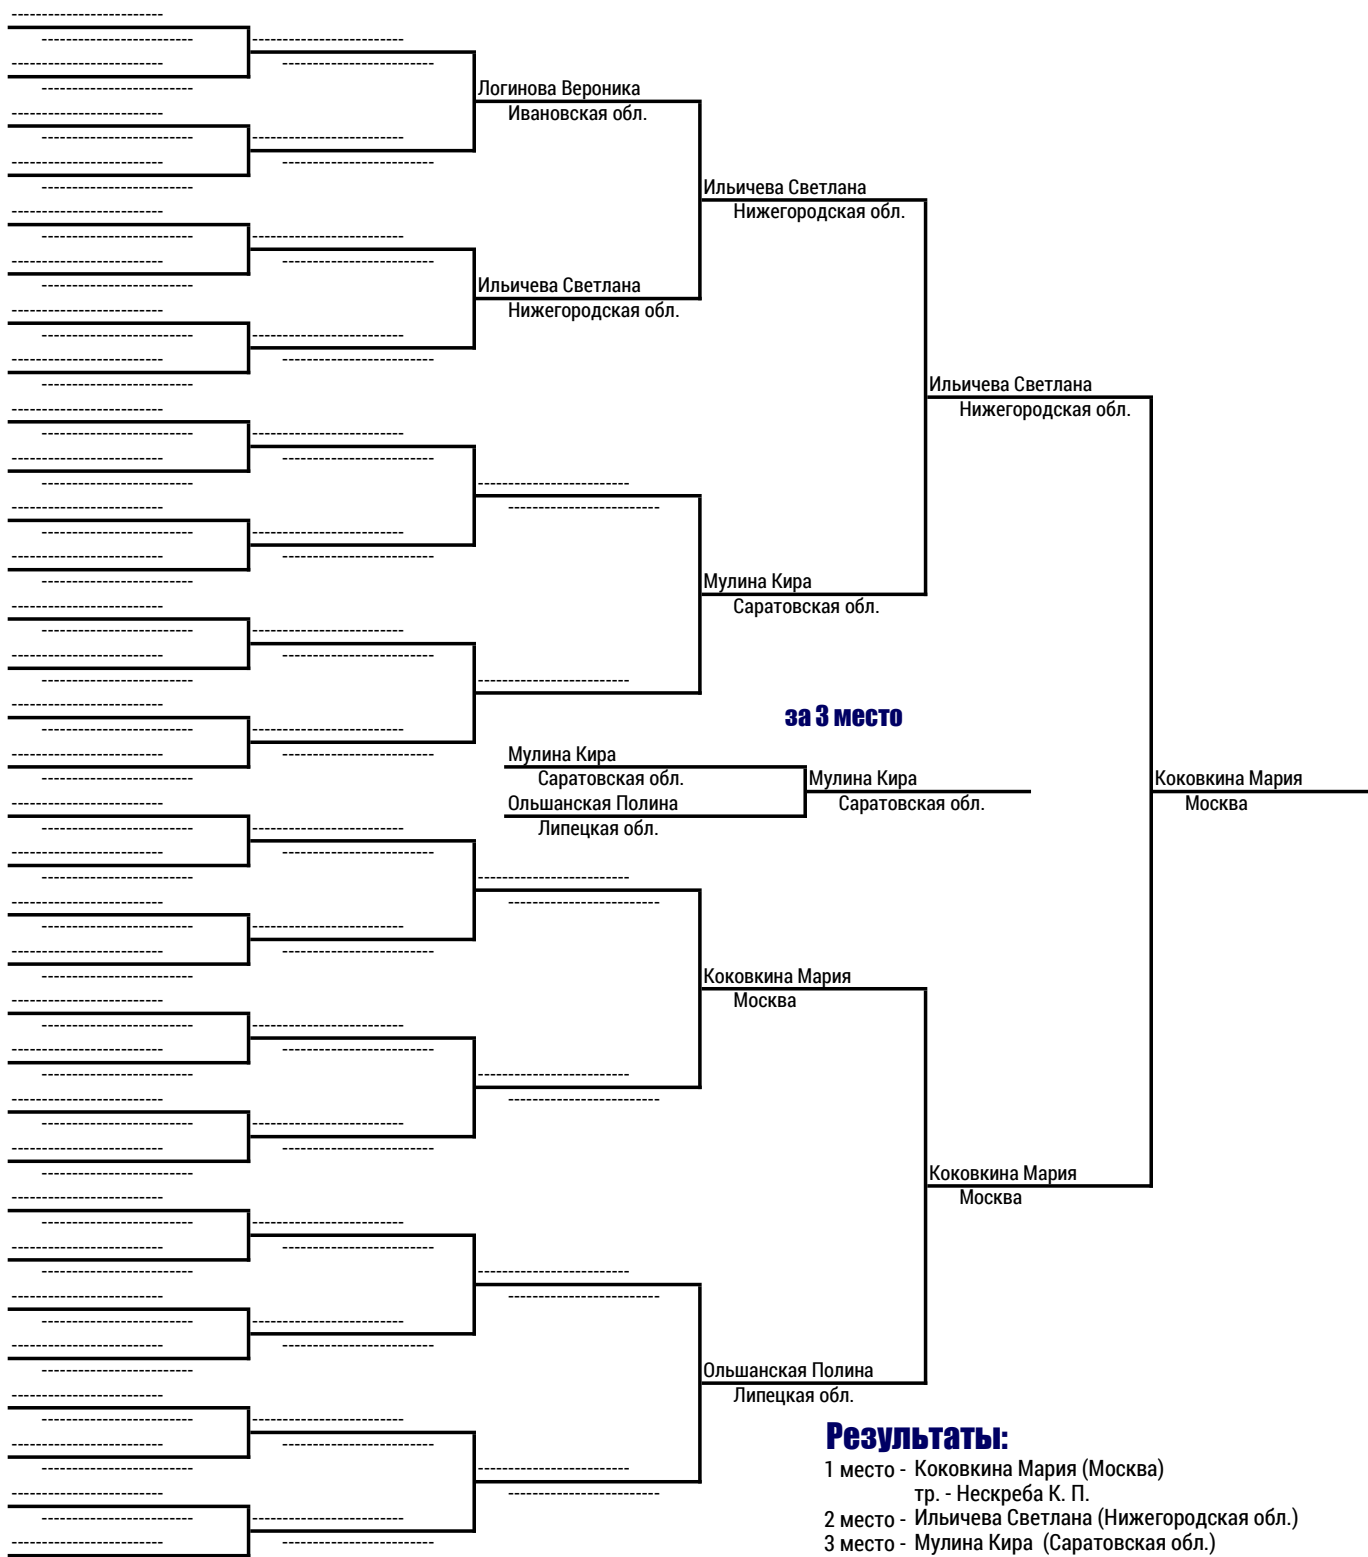 Логинова Вероника
Ивановская обл.
Ильичева Светлана
Нижегородская обл.
Ильичева Светлана
Нижегородская обл.
Ильичева Светлана
Нижегородская обл.
Мулина Кира
Саратовская обл.
за 3 место
Мулина Кира
Саратовская обл.
Ольшанская Полина
Липецкая обл.
Мулина Кира
Саратовская обл.
Коковкина Мария
Москва
Коковкина Мария
Москва
Коковкина Мария
Москва
Ольшанская Полина
Липецкая обл.
Результаты:
1 место - Коковкина Мария (Москва)
тр. - Нескреба К. П.
2 место - Ильичева Светлана (Нижегородская обл.)
3 место - Мулина Кира (Саратовская обл.)